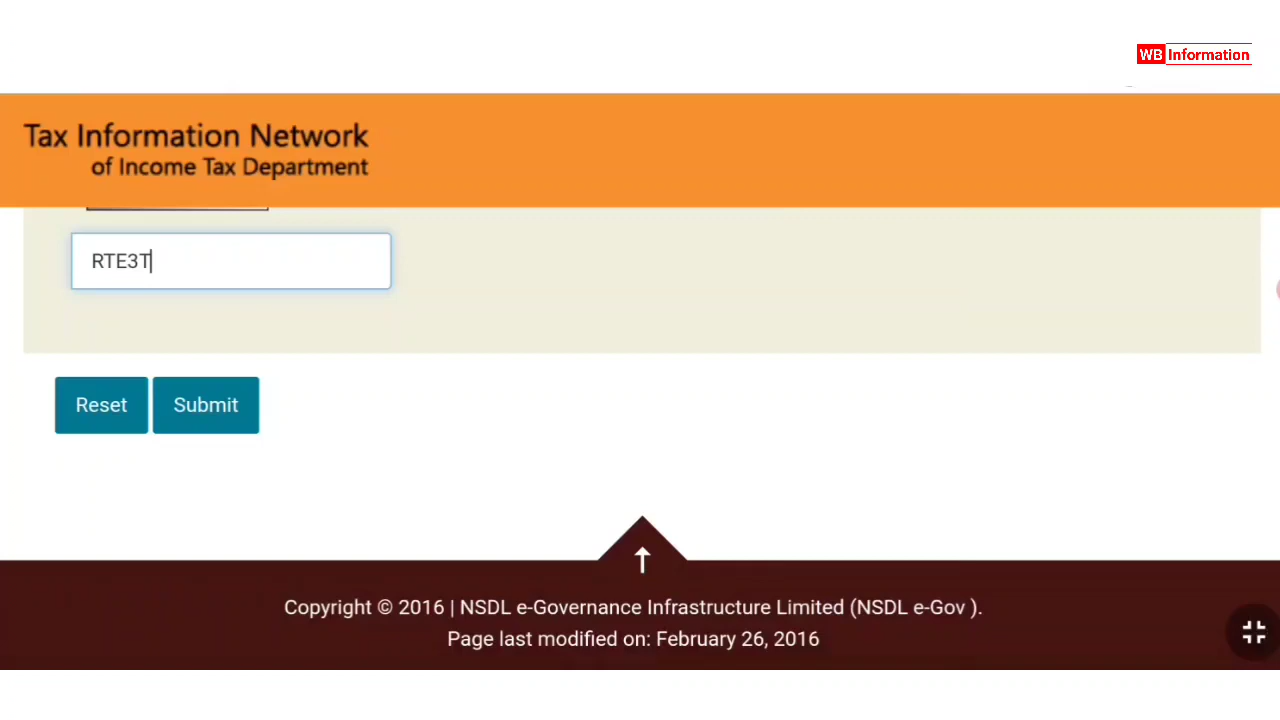 WB Information
Tax Information Network
of Income Tax Department
RTE3T
Reset Submit
Copyright © 2016 | NSDL e-Governance Infrastructure Limited (NSDL e-Gov ).
Page last modified on: February 26, 2016